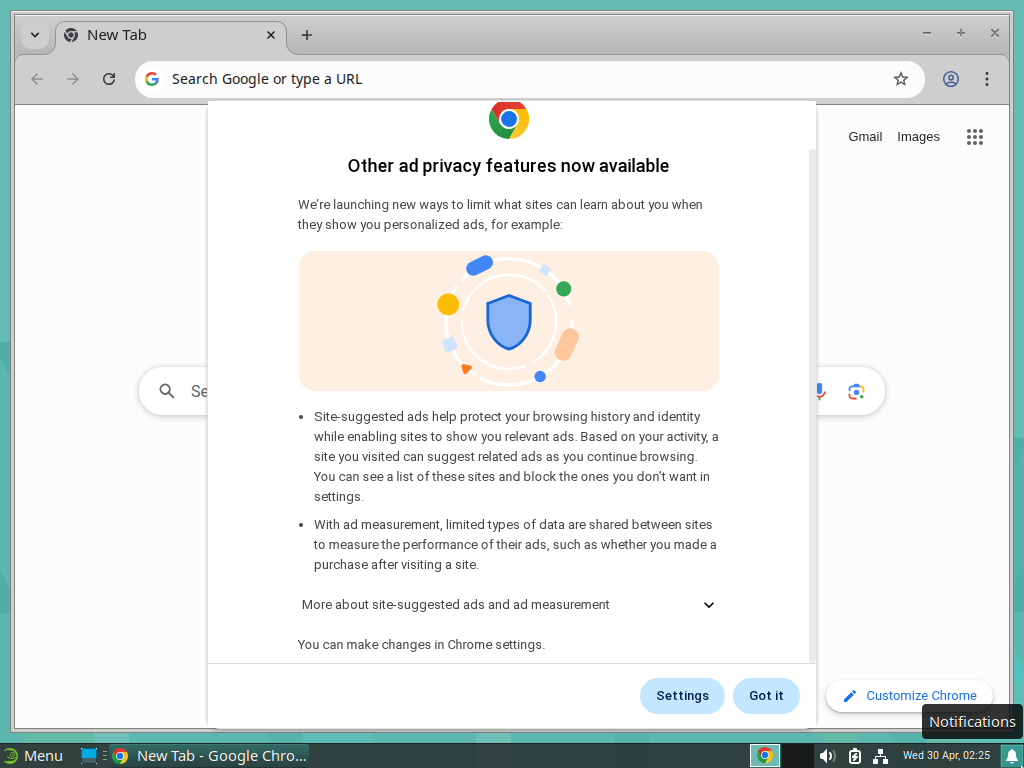 New Tab
Search Google or type a URL
Gmail Images
Other ad privacy features now available
We're launching new ways to limit what sites can learn about you when
they show you personalized ads, for example:
Se
Site-suggested ads help protect your browsing history and identity
while enabling sites to show you relevant ads. Based on your activity, a
site you visited can suggest related ads as you continue browsing.
You can see a list of these sites and block the ones you don't want in
settings.
With ad measurement, limited types of data are shared between sites
to measure the performance of their ads, such as whether you made a
purchase after visiting a site.
More about site-suggested ads and ad measurement
You can make changes in Chrome settings.
Settings Got it
Customize Chrome
Notifications
Menu New Tab - Google Chro... Wed 30 Apr, 02:25